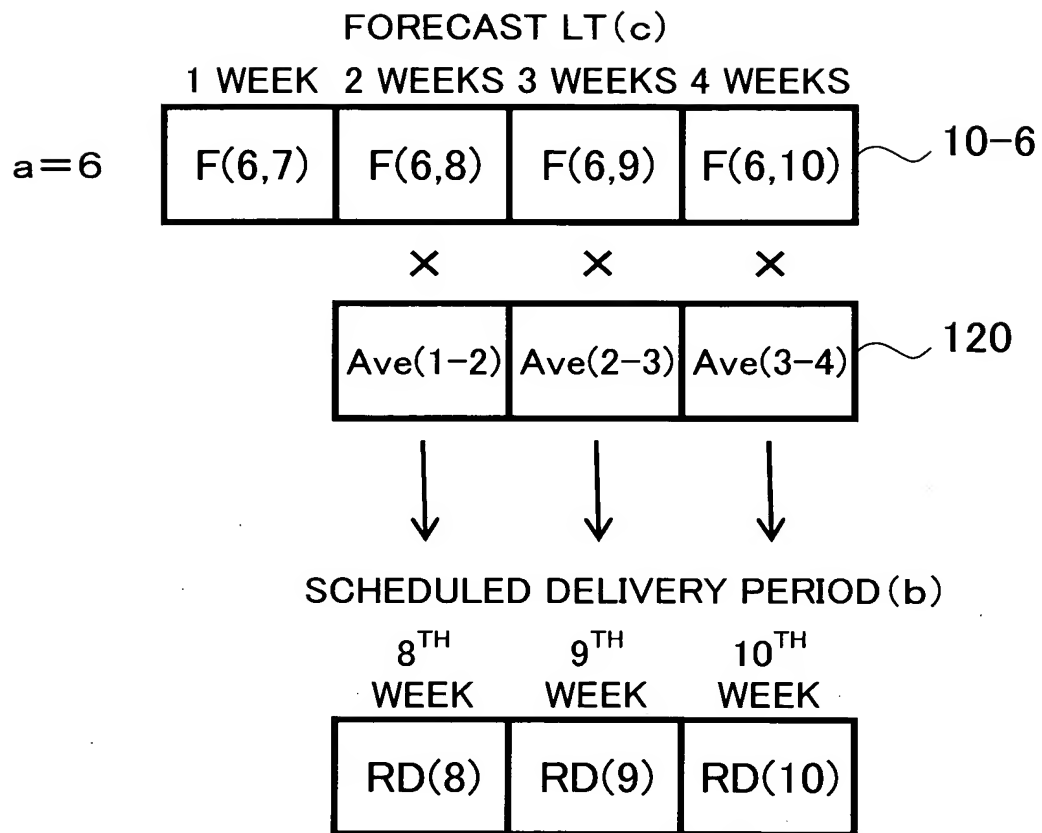 FORECAST LT(c)
1 WEEK 2 WEEKS 3 WEEKS 4 WEEKS
a=6 F(6,7) F(6,8) F(6,9) F(6,10) 10-6
× × ×
Ave(1-2) Ave(2-3) Ave(3-4) 120
SCHEDULED DELIVERY PERIOD(b)
8TH 9TH 10TH
WEEK WEEK WEEK
RD(8) RD(9) RD(10)